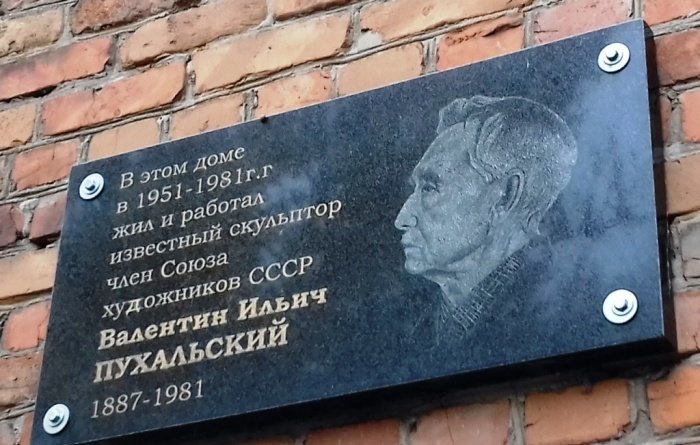 В этом доме
в 1951-1981г.г
жил и работал
известный скульптор
член Союза
художников СССР
Валентин Ильич
ПУХАЛЬСКИЙ
1887-1981